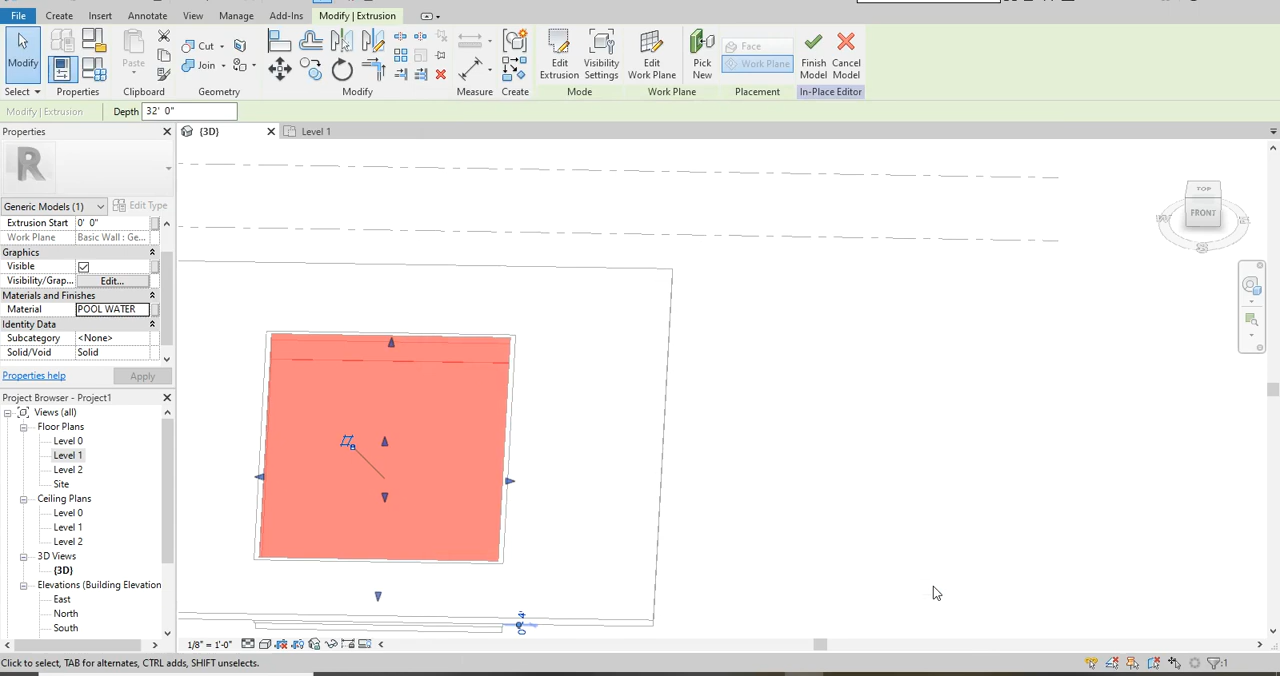 File Create Insert Annotate View Manage Add-Ins Modify | Extrusion
Modify
Paste
Cut
Join
Edit Extrusion
Visibility Settings
Edit Work Plane
Pick New
Face
Work Plane
Finish Model
Cancel Model
Select Properties Clipboard Geometry Modify Measure Create Mode Work Plane Placement In-Place Editor
Modify | Extrusion Depth 32' 0"
Properties
{3D}
Level 1
R
Generic Models (1) Edit Type
Extrusion Start 0' 0"
Work Plane Basic Wall : Ge...
Graphics
Visible
Visibility/Grap... Edit...
Materials and Finishes
Material POOL WATER
Identity Data
Subcategory <None>
Solid/Void Solid
Properties help Apply
Project Browser - Project1
Views (all)
Floor Plans
Level 0
Level 1
Level 2
Site
Ceiling Plans
Level 0
Level 1
Level 2
3D Views
{3D}
Elevations (Building Elevation
East
North
South
TOP
FRONT
1/8" = 1'-0"
Click to select, TAB for alternates, CTRL adds, SHIFT unselects.
:1